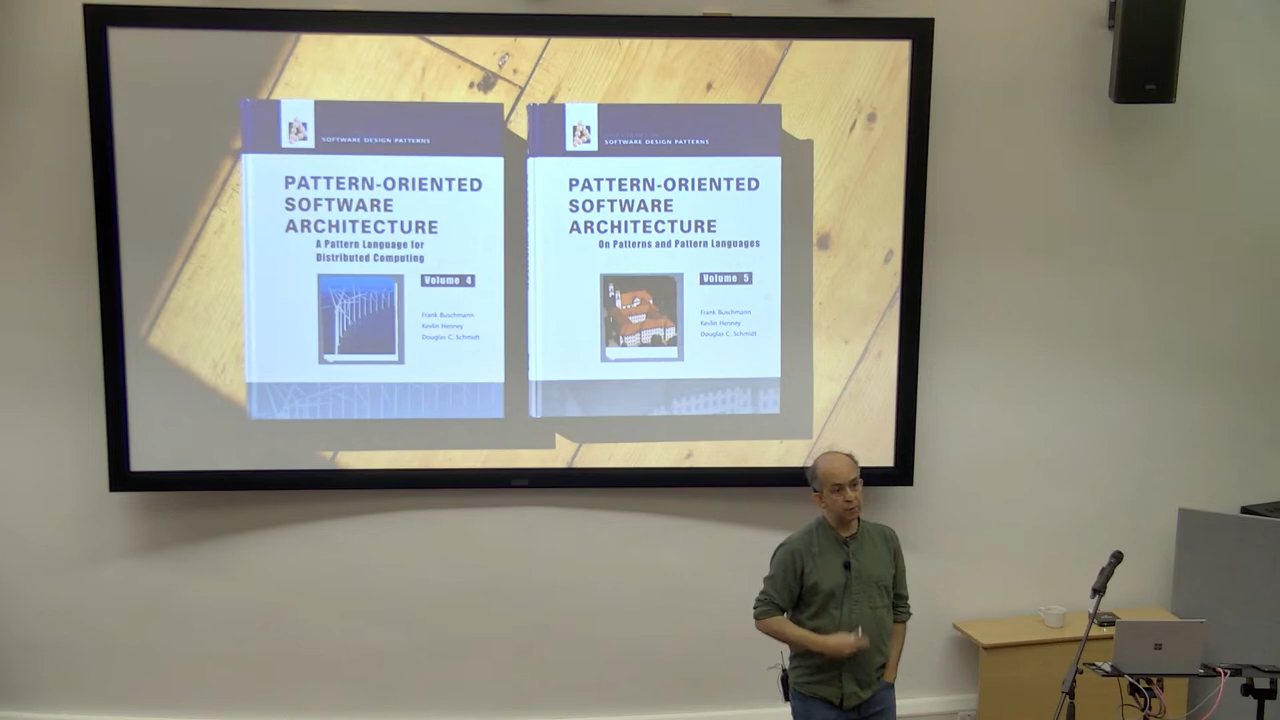 SOFTWARE DESIGN PATTERNS
PATTERN-ORIENTED
SOFTWARE
ARCHITECTURE
A Pattern Language for
Distributed Computing
Volume 4
Frank Buschmann
Kevlin Henney
Douglas C. Schmidt
SOFTWARE DESIGN PATTERNS
PATTERN-ORIENTED
SOFTWARE
ARCHITECTURE
On Patterns and Pattern Languages
Volume 5
Frank Buschmann
Kevlin Henney
Douglas C. Schmidt